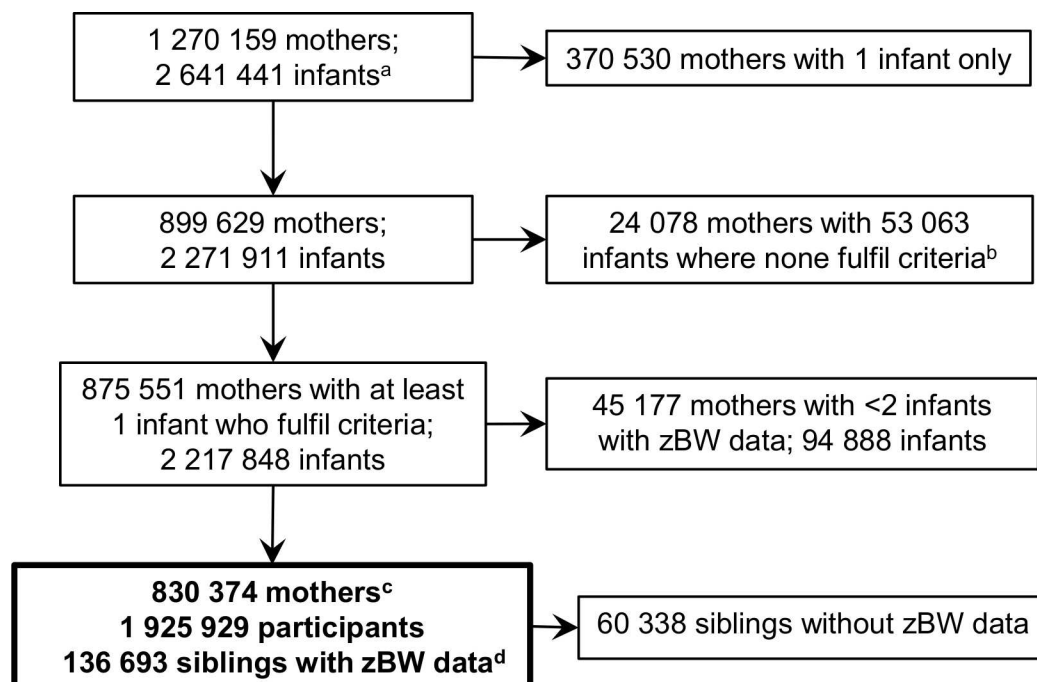 1 270 159 mothers;
2 641 441 infantsᵃ
370 530 mothers with 1 infant only
899 629 mothers;
2 271 911 infants
24 078 mothers with 53 063
infants where none fulfil criteriaᵇ
875 551 mothers with at least
1 infant who fulfil criteria;
2 217 848 infants
45 177 mothers with <2 infants
with zBW data; 94 888 infants
830 374 mothersᶜ
1 925 929 participants
136 693 siblings with zBW dataᵈ
60 338 siblings without zBW data